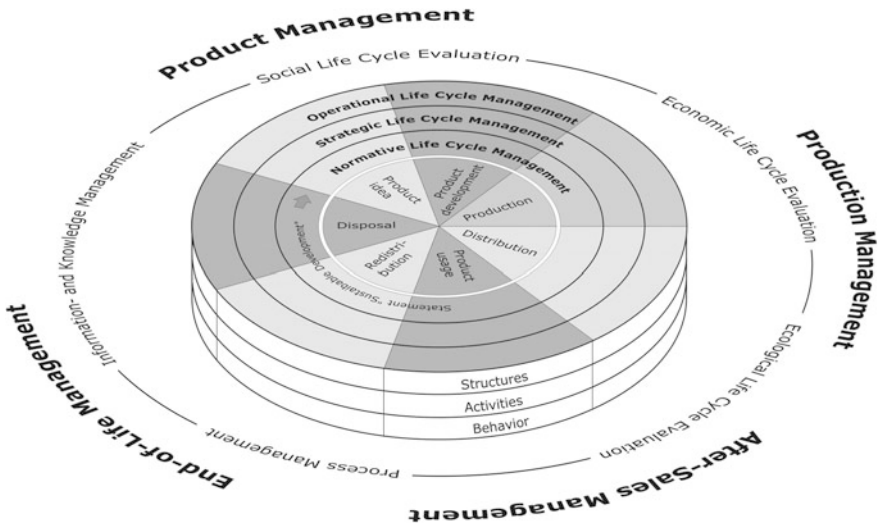 Product Management
Social Life Cycle Evaluation
Economic Life Cycle Evaluation
Production Management
Ecological Life Cycle Evaluation
After-Sales Management
Process Management
End-of-Life Management
Information- and Knowledge Management
Operational Life Cycle Management
Strategic Life Cycle Management
Normative Life Cycle Management
Product
idea
Product
development
Production
Distribution
Product
usage
Redistri-
bution
Disposal
Statement "Sustaibable Development"
Structures
Activities
Behavior